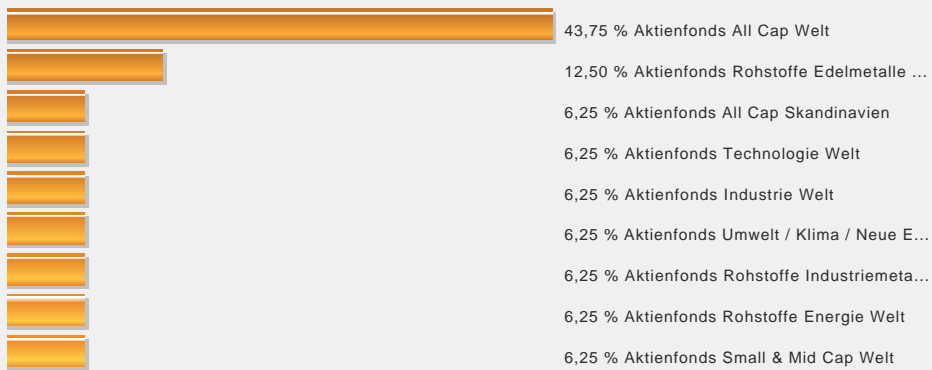 43,75 % Aktienfonds All Cap Welt
12,50 % Aktienfonds Rohstoffe Edelmetalle ...
6,25 % Aktienfonds All Cap Skandinavien
6,25 % Aktienfonds Technologie Welt
6,25 % Aktienfonds Industrie Welt
6,25 % Aktienfonds Umwelt / Klima / Neue E...
6,25 % Aktienfonds Rohstoffe Industriemeta...
6,25 % Aktienfonds Rohstoffe Energie Welt
6,25 % Aktienfonds Small & Mid Cap Welt